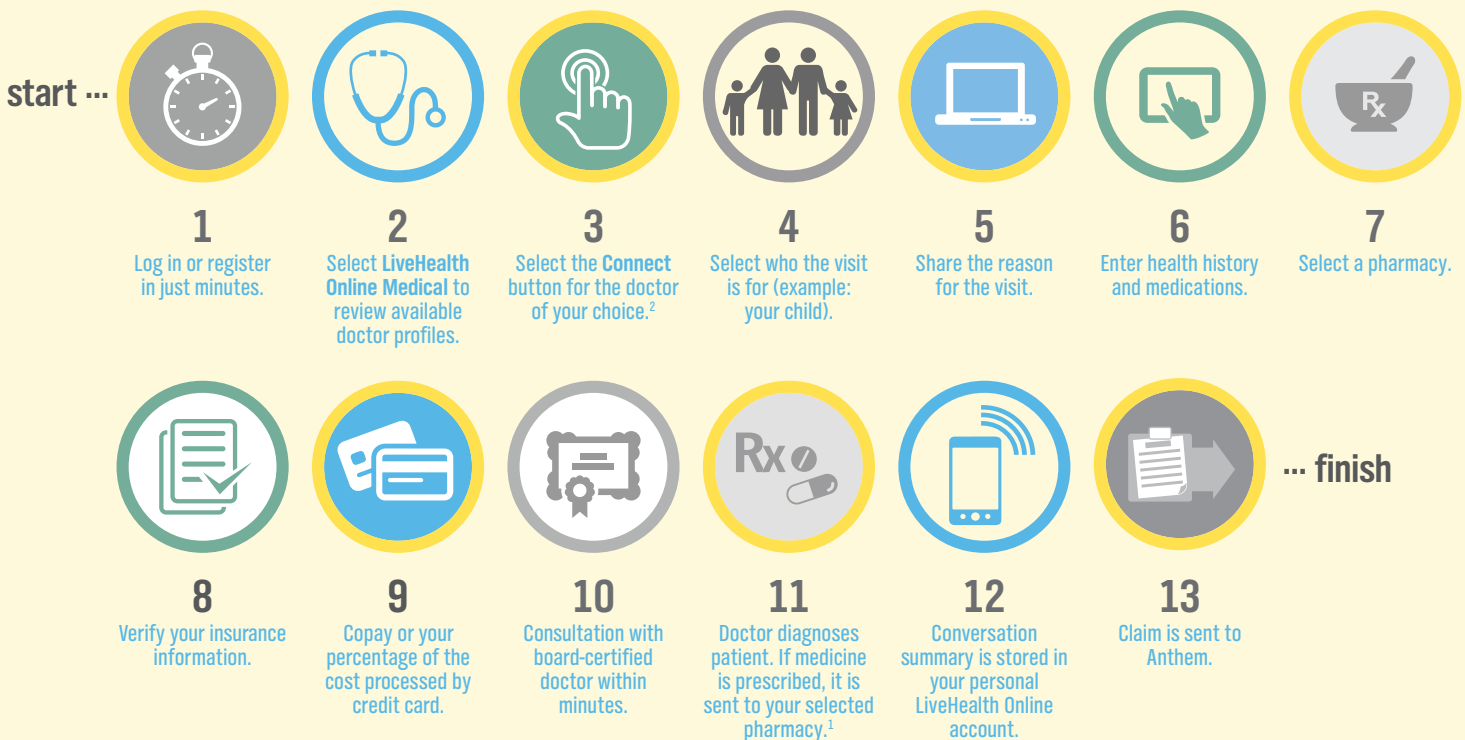 start ...
Rx
1
Log in or register
in just minutes.
2
Select LiveHealth
Online Medical to
review available
doctor profiles.
3
Select the Connect
button for the doctor
of your choice.2
4
Select who the visit
is for (example:
your child).
5
Share the reason
for the visit.
6
Enter health history
and medications.
7
Select a pharmacy.
Rx
... finish
8
Verify your insurance
information.
9
Copay or your
percentage of the
cost processed by
credit card.
10
Consultation with
board-certified
doctor within
minutes.
11
Doctor diagnoses
patient. If medicine
is prescribed, it is
sent to your selected
pharmacy.1
12
Conversation
summary is stored in
your personal
LiveHealth Online
account.
13
Claim is sent to
Anthem.